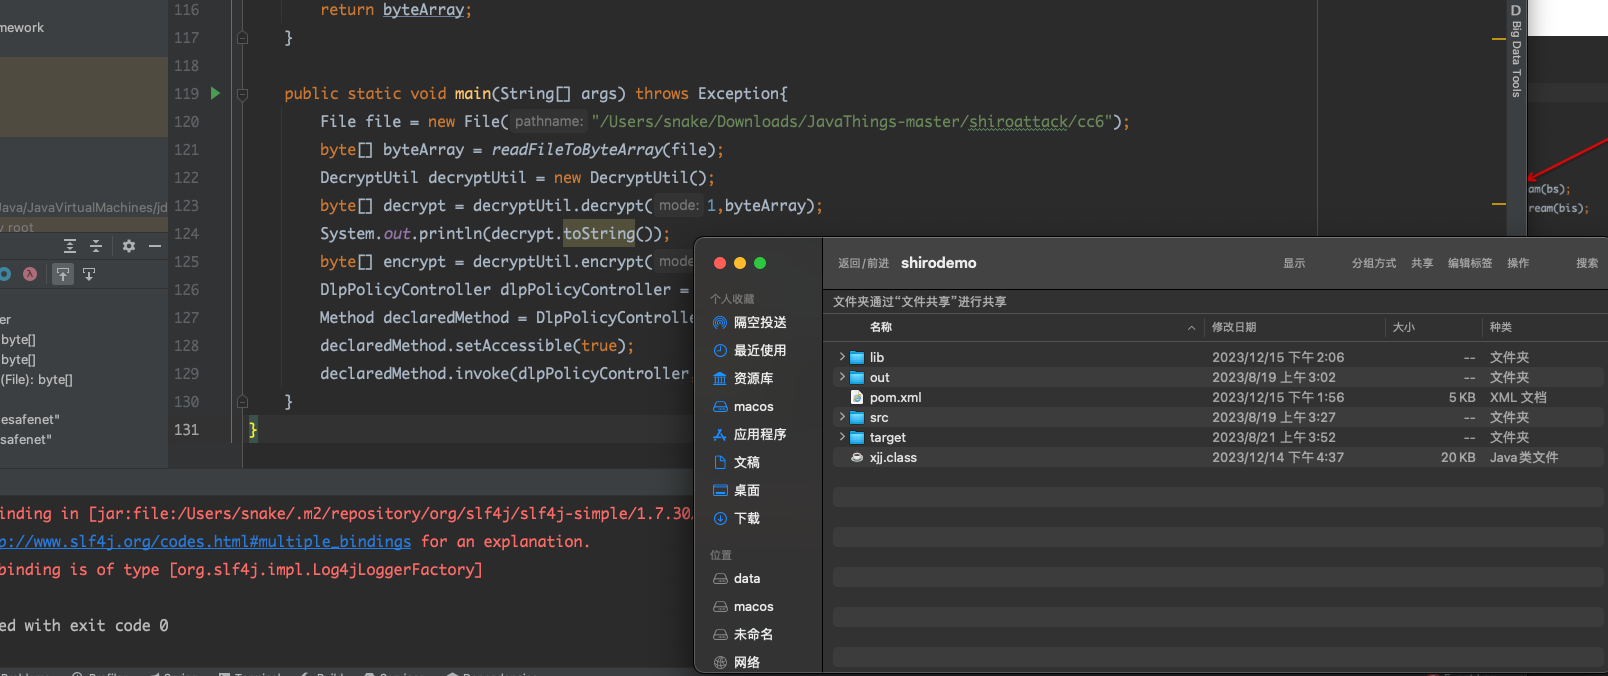 mework
Java/JavaVirtualMachines/jd
root
er
byte[]
byte[]
(File): byte[]
esafenet"
safenet"
116 return byteArray;
117 }
118
119 public static void main(String[] args) throws Exception{
120 File file = new File( pathname: "/Users/snake/Downloads/JavaThings-master/shiroattack/cc6");
121 byte[] byteArray = readFileToByteArray(file);
122 DecryptUtil decryptUtil = new DecryptUtil();
123 byte[] decrypt = decryptUtil.decrypt( mode: 1,byteArray);
124 System.out.println(decrypt.toString());
125 byte[] encrypt = decryptUtil.encrypt( mode
126 DlpPolicyController dlpPolicyController =
127 Method declaredMethod = DlpPolicyControlle
128 declaredMethod.setAccessible(true);
129 declaredMethod.invoke(dlpPolicyController
130 }
131 }
D Big Data Tools
am(bs);
ream(bis);
inding in [jar:file:/Users/snake/.m2/repository/org/slf4j/slf4j-simple/1.7.30/
p://www.slf4j.org/codes.html#multiple_bindings for an explanation.
binding is of type [org.slf4j.impl.Log4jLoggerFactory]
ed with exit code 0
返回/前进 shirodemo 显示 分组方式 共享 编辑标签 操作 搜索
文件夹通过“文件共享”进行共享
个人收藏
隔空投送
最近使用
资源库
macos
应用程序
文稿
桌面
下载
位置
data
macos
未命名
网络
名称 修改日期 大小 种类
lib 2023/12/15 下午 2:06 -- 文件夹
out 2023/8/19 上午 3:02 -- 文件夹
pom.xml 2023/12/15 下午 1:56 5 KB XML 文档
src 2023/8/19 上午 3:27 -- 文件夹
target 2023/8/21 上午 3:52 -- 文件夹
xjj.class 2023/12/14 下午 4:37 20 KB Java 类文件